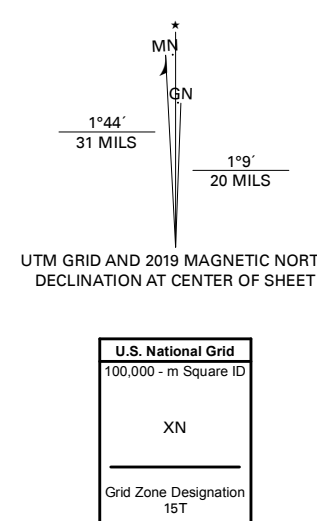 ★
MN
GN
1°44´
31 MILS
1°9´
20 MILS
UTM GRID AND 2019 MAGNETIC NORT
DECLINATION AT CENTER OF SHEET
U.S. National Grid
100,000 - m Square ID
XN
Grid Zone Designation
15T